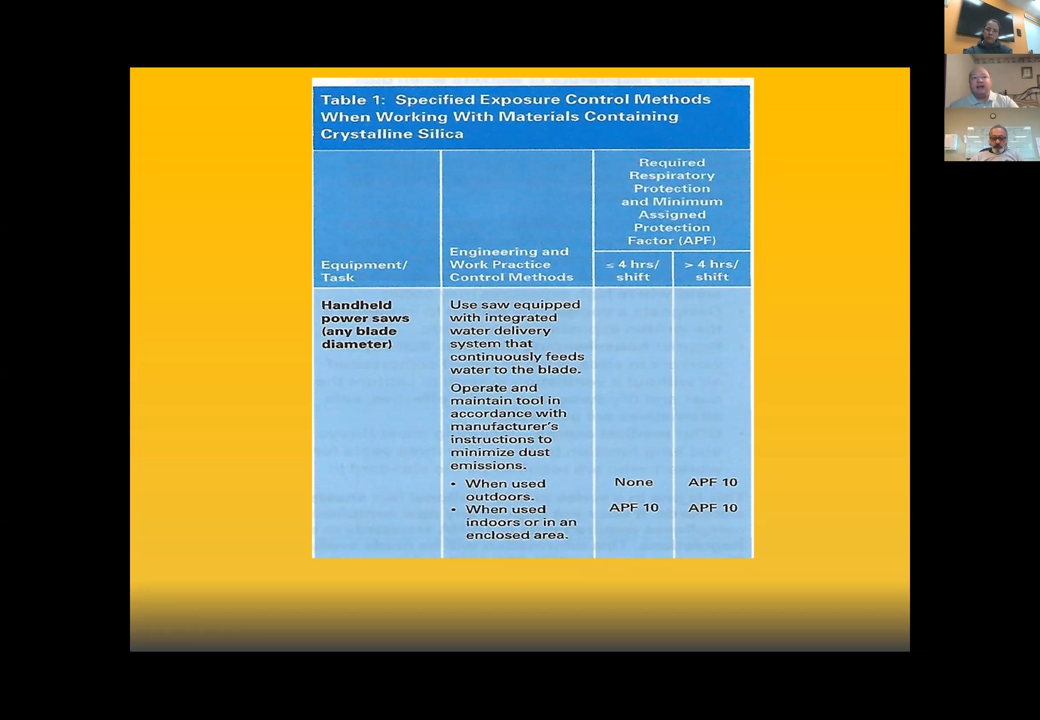 Table 1: Specified Exposure Control Methods
When Working With Materials Containing
Crystalline Silica
Equipment/
Task
Engineering and
Work Practice
Control Methods
Required
Respiratory
Protection
and Minimum
Assigned
Protection
Factor (APF)
≤ 4 hrs/
shift
> 4 hrs/
shift
Handheld
power saws
(any blade
diameter)
Use saw equipped
with integrated
water delivery
system that
continuously feeds
water to the blade.
Operate and
maintain tool in
accordance with
manufacturer's
instructions to
minimize dust
emissions.
• When used
outdoors.
None
APF 10
• When used
indoors or in an
enclosed area.
APF 10
APF 10